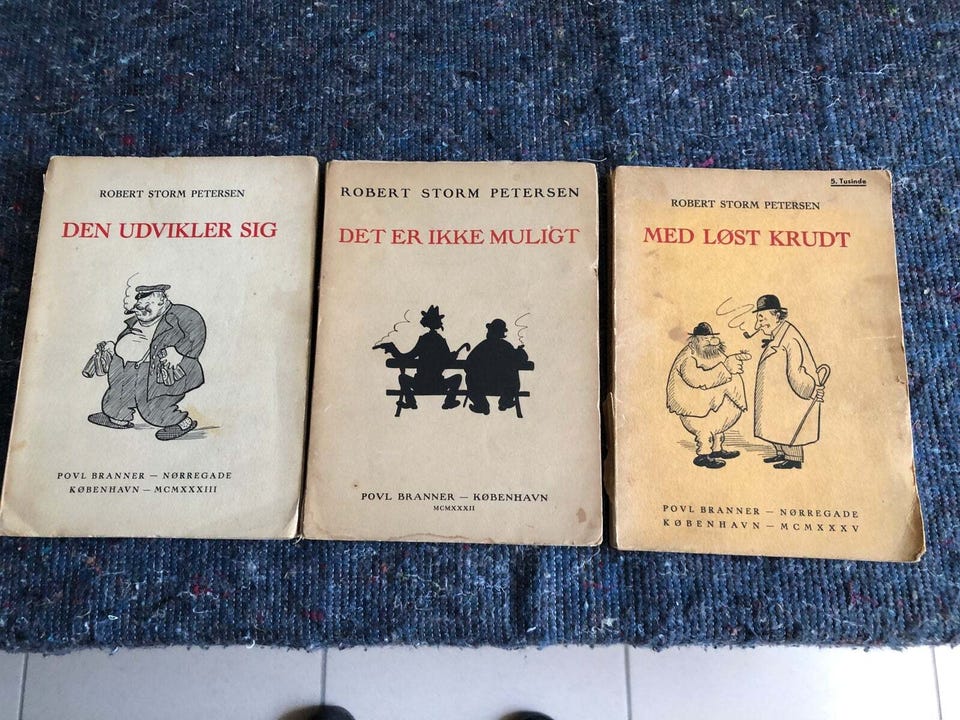 ROBERT STORM PETERSEN
DEN UDVIKLER SIG
POVL BRANNER — NØRREGADE
KØBENHAVN — MCMXXXIII
ROBERT STORM PETERSEN
DET ER IKKE MULIGT
POVL BRANNER — KØBENHAVN
MCMXXXII
5. Tusinde
ROBERT STORM PETERSEN
MED LØST KRUDT
POVL BRANNER — NØRREGADE
KØBENHAVN — MCMXXXV